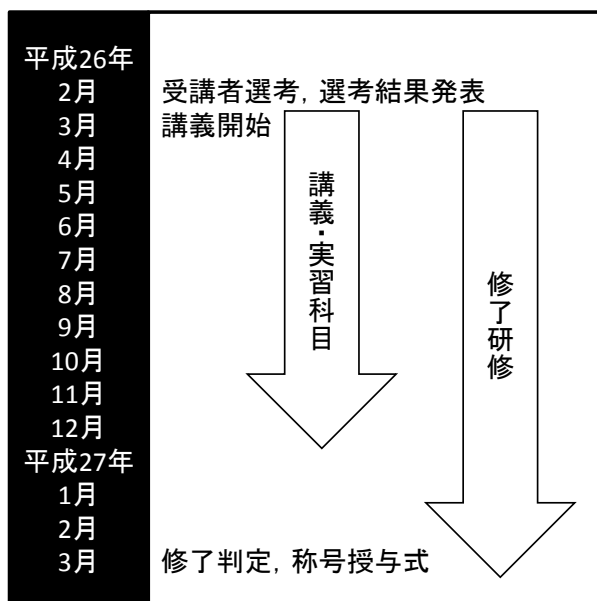 平成26年
2月 受講者選考, 選考結果発表
3月 講義開始
4月
5月
6月
7月
8月
9月
10月
11月
12月
平成27年
1月
2月
3月 修了判定, 称号授与式
講義・実習科目
修了研修